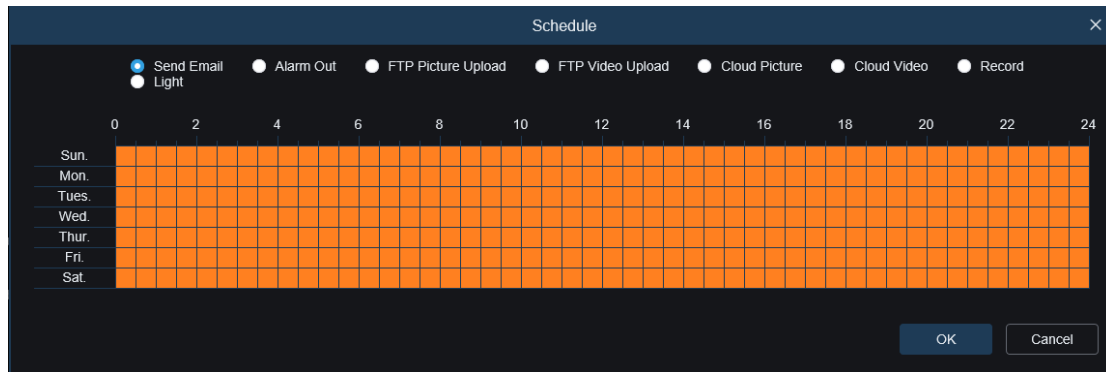 Schedule ×
Send Email Alarm Out FTP Picture Upload FTP Video Upload Cloud Picture Cloud Video Record
Light
0 2 4 6 8 10 12 14 16 18 20 22 24
Sun.
Mon.
Tues.
Wed.
Thur.
Fri.
Sat.
OK Cancel